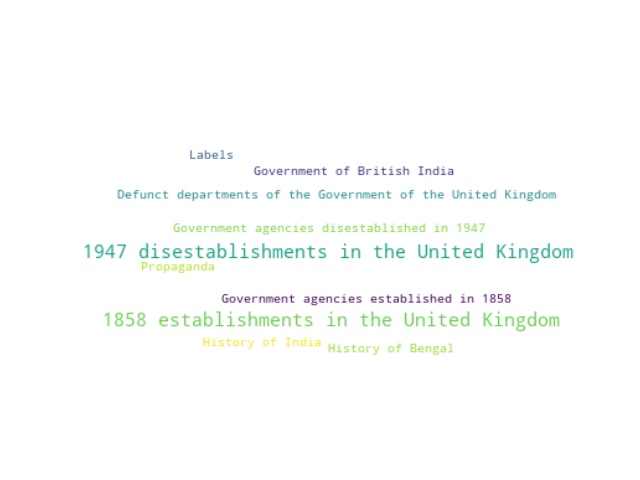 Labels
Government of British India
Defunct departments of the Government of the United Kingdom
Government agencies disestablished in 1947
1947 disestablishments in the United Kingdom
Propaganda
Government agencies established in 1858
1858 establishments in the United Kingdom
History of India
History of Bengal